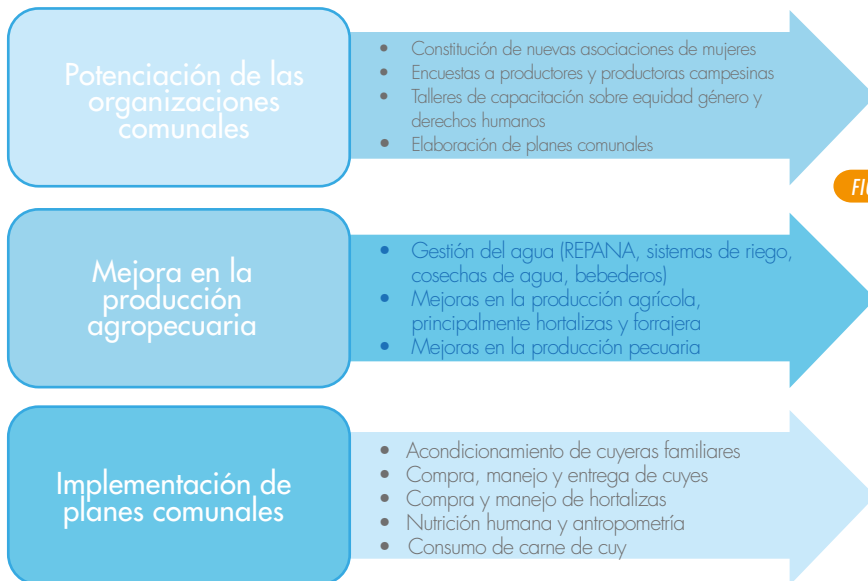 Potenciación de las
organizaciones
comunales
• Constitución de nuevas asociaciones de mujeres
• Encuestas a productores y productoras campesinas
• Talleres de capacitación sobre equidad género y
derechos humanos
• Elaboración de planes comunales
Mejora en la
producción
agropecuaria
• Gestión del agua (REPANA, sistemas de riego,
cosechas de agua, bebederos)
• Mejoras en la producción agrícola,
principalmente hortalizas y forrajera
• Mejoras en la producción pecuaria
Implementación de
planes comunales
• Acondicionamiento de cuyeras familiares
• Compra, manejo y entrega de cuyes
• Compra y manejo de hortalizas
• Nutrición humana y antropometría
• Consumo de carne de cuy